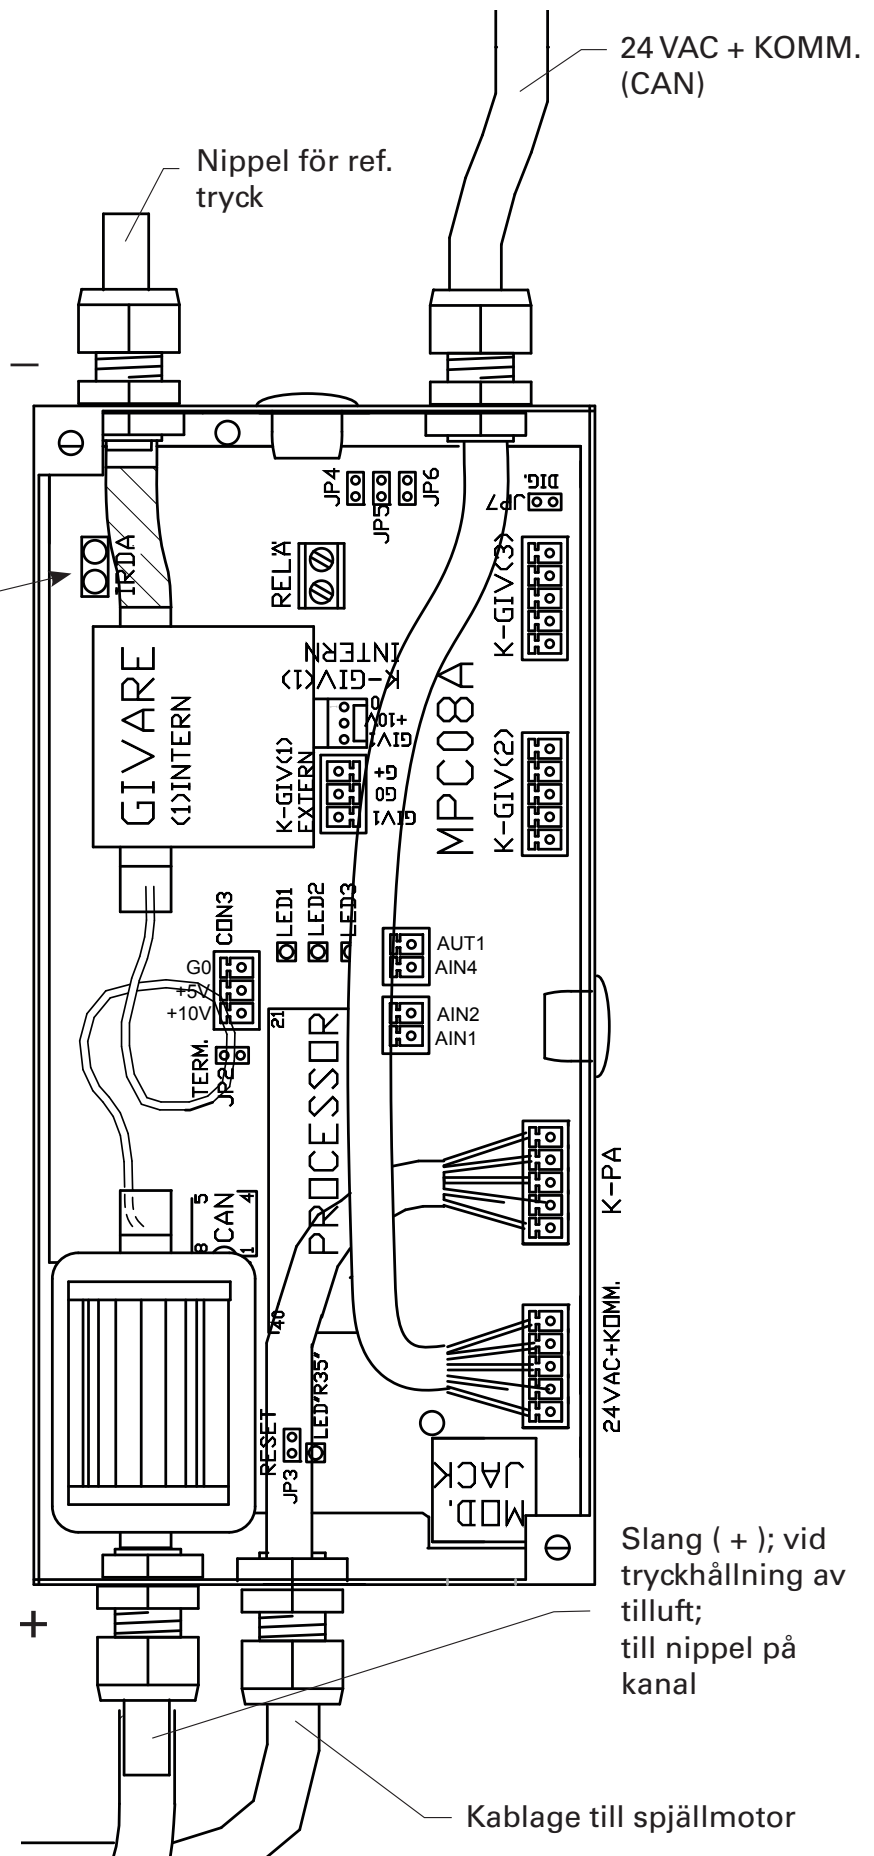 24 VAC + KOMM.
(CAN)
Nippel för ref.
tryck
–
JP4
JP5
JP6
DIG.
JP7
IRDA
RELÄ
K-GIV(3)
K-GIV(1)
INTERN
GIVARE
(1)INTERN
0
+10V
GIV1
K-GIV(1)
EXTERN
G+
G0
GIV1
MPC08A
K-GIV(2)
CON3
LED1
LED2
LED3
G0
+5V
+10V
AUT1
AIN4
AIN2
AIN1
TERM.
JP2
21
PROCESSOR
K-PA
5
4
CAN
8
1
40
24VAC+KOMM.
RESET
LED'R35'
JP3
MOD.
JACK
+
Slang ( + ); vid
tryckhållning av
tilluft;
till nippel på
kanal
Kablage till spjällmotor